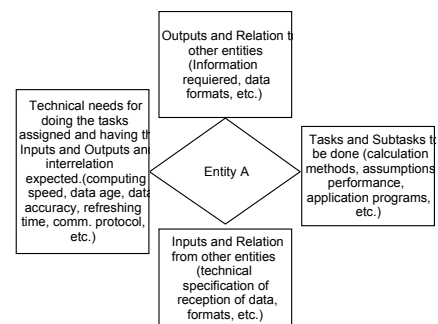 Outputs and Relation t
other entities
(Information
requiered, data
formats, etc.)
Technical needs for
doing the tasks
assigned and having th
Inputs and Outputs and
interrelation
expected.(computing
speed, data age, data
accuracy, refreshing
time, comm. protocol,
etc.)
Entity A
Tasks and Subtasks to
be done (calculation
methods, assumptions
performance,
application programs,
etc.)
Inputs and Relation
from other entities
(technical
specification of
reception of data,
formats, etc.)